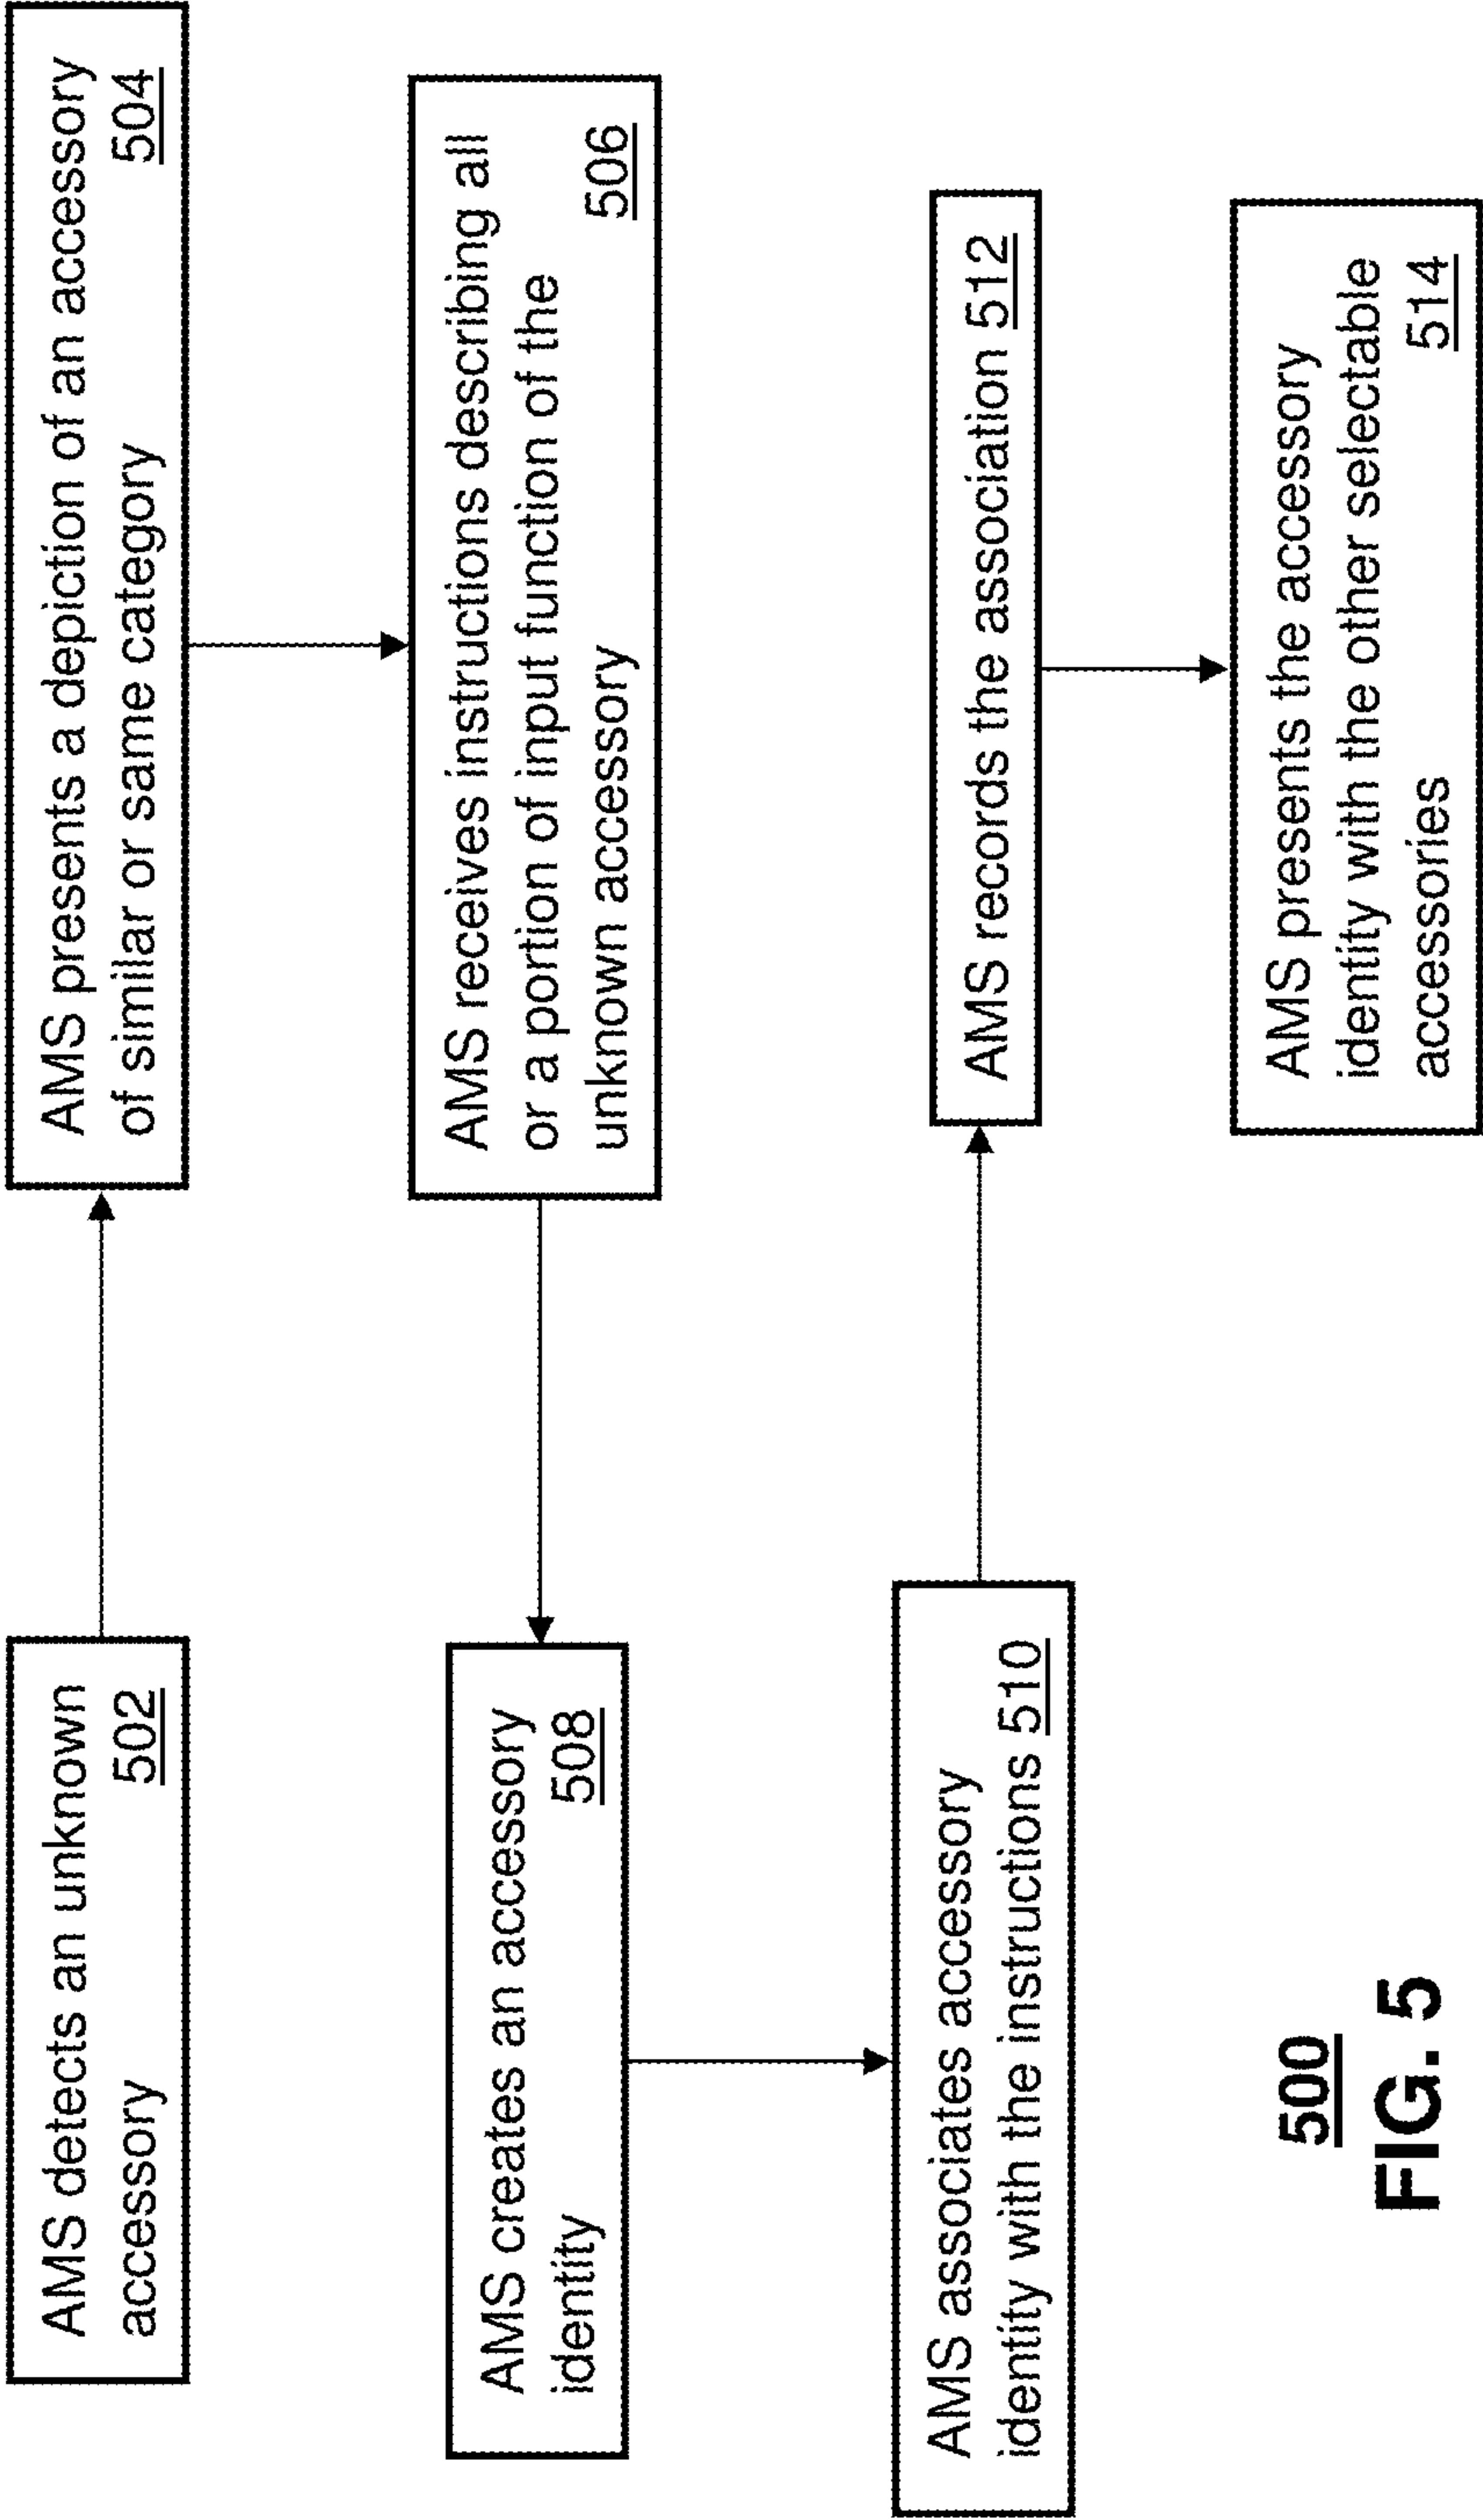 AMS detects an unknown
accessory 502
AMS presents a depiction of an accessory
of similar or same category 504
AMS receives instructions describing all
or a portion of input function of the
unknown accessory 506
AMS creates an accessory
identity 508
AMS associates accessory
identity with the instructions 510
AMS records the association 512
AMS presents the accessory
identity with the other selectable
accessories 514
500
FIG. 5